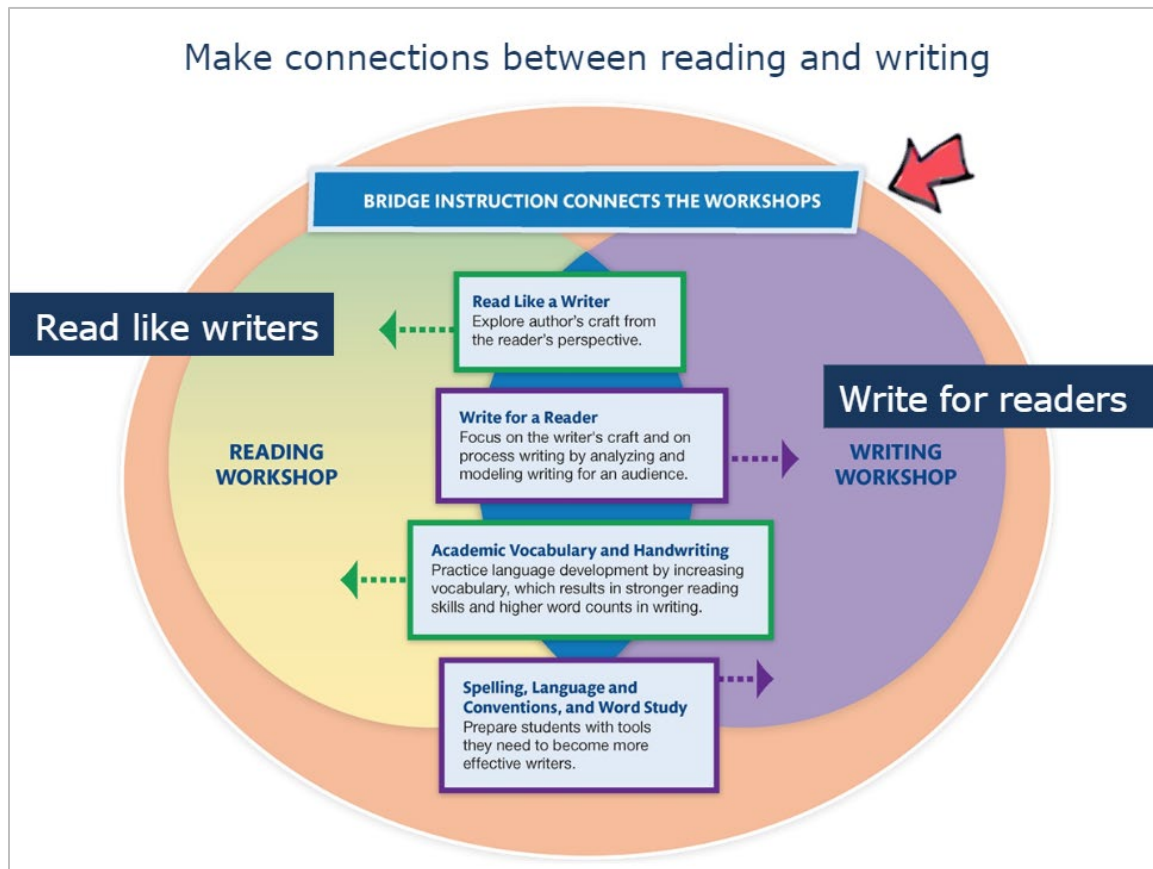 Make connections between reading and writing
BRIDGE INSTRUCTION CONNECTS THE WORKSHOPS
Read like writers
Read Like a Writer
Explore author's craft from
the reader's perspective.
Write for readers
Write for a Reader
Focus on the writer's craft and on
process writing by analyzing and
modeling writing for an audience.
READING
WORKSHOP
WRITING
WORKSHOP
Academic Vocabulary and Handwriting
Practice language development by increasing
vocabulary, which results in stronger reading
skills and higher word counts in writing.
Spelling, Language and
Conventions, and Word Study
Prepare students with tools
they need to become more
effective writers.